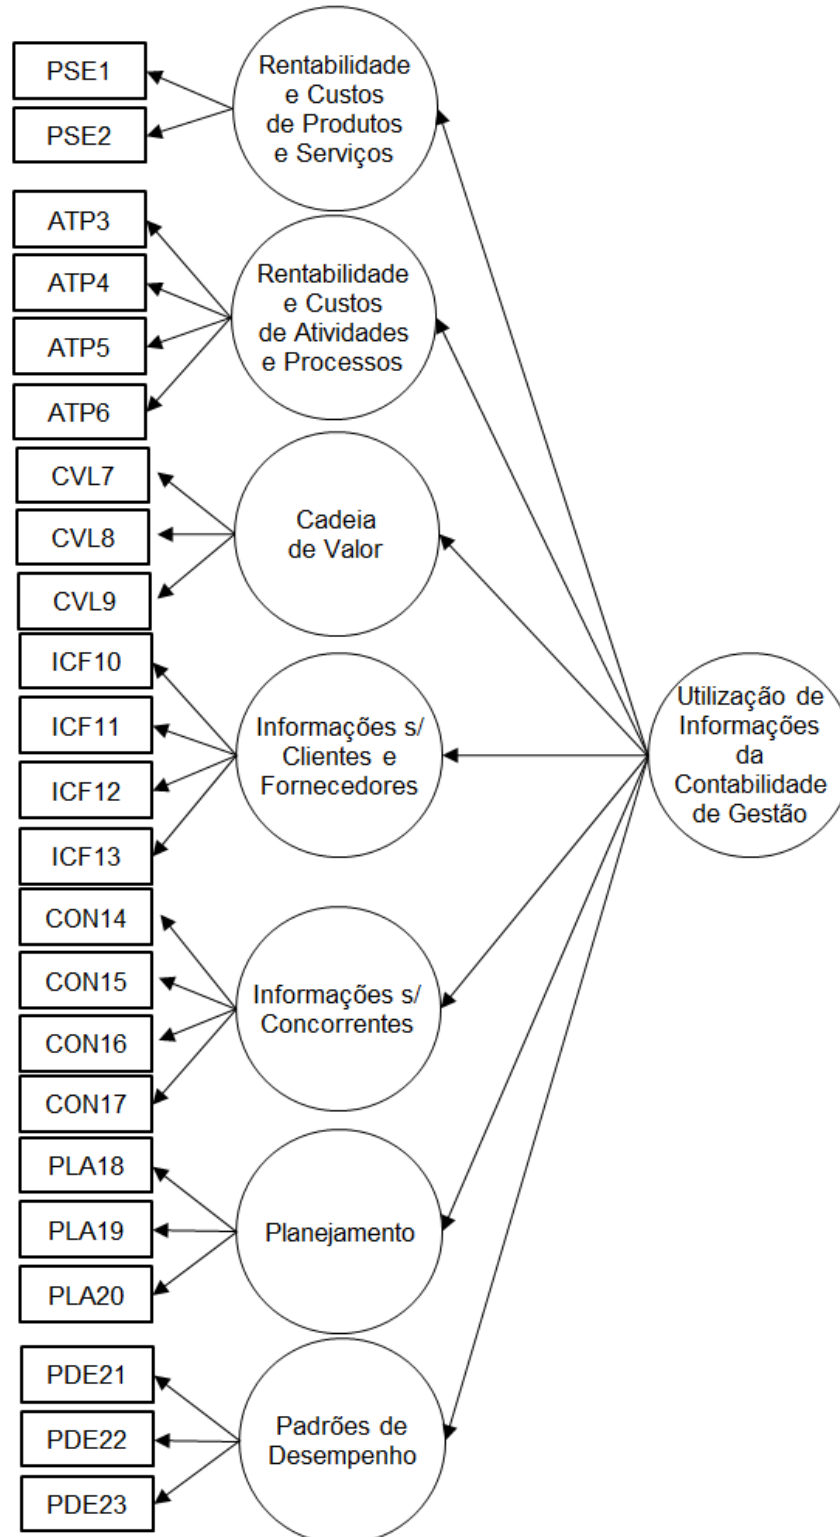 PSE1
PSE2
Rentabilidade
e Custos
de Produtos
e Serviços
ATP3
ATP4
ATP5
ATP6
Rentabilidade
e Custos
de Atividades
e Processos
CVL7
CVL8
CVL9
Cadeia
de Valor
ICF10
ICF11
ICF12
ICF13
Informações s/
Clientes e
Fornecedores
Utilização de
Informações
da
Contabilidade
de Gestão
CON14
CON15
CON16
CON17
Informações s/
Concorrentes
PLA18
PLA19
PLA20
Planejamento
PDE21
PDE22
PDE23
Padrões de
Desempenho